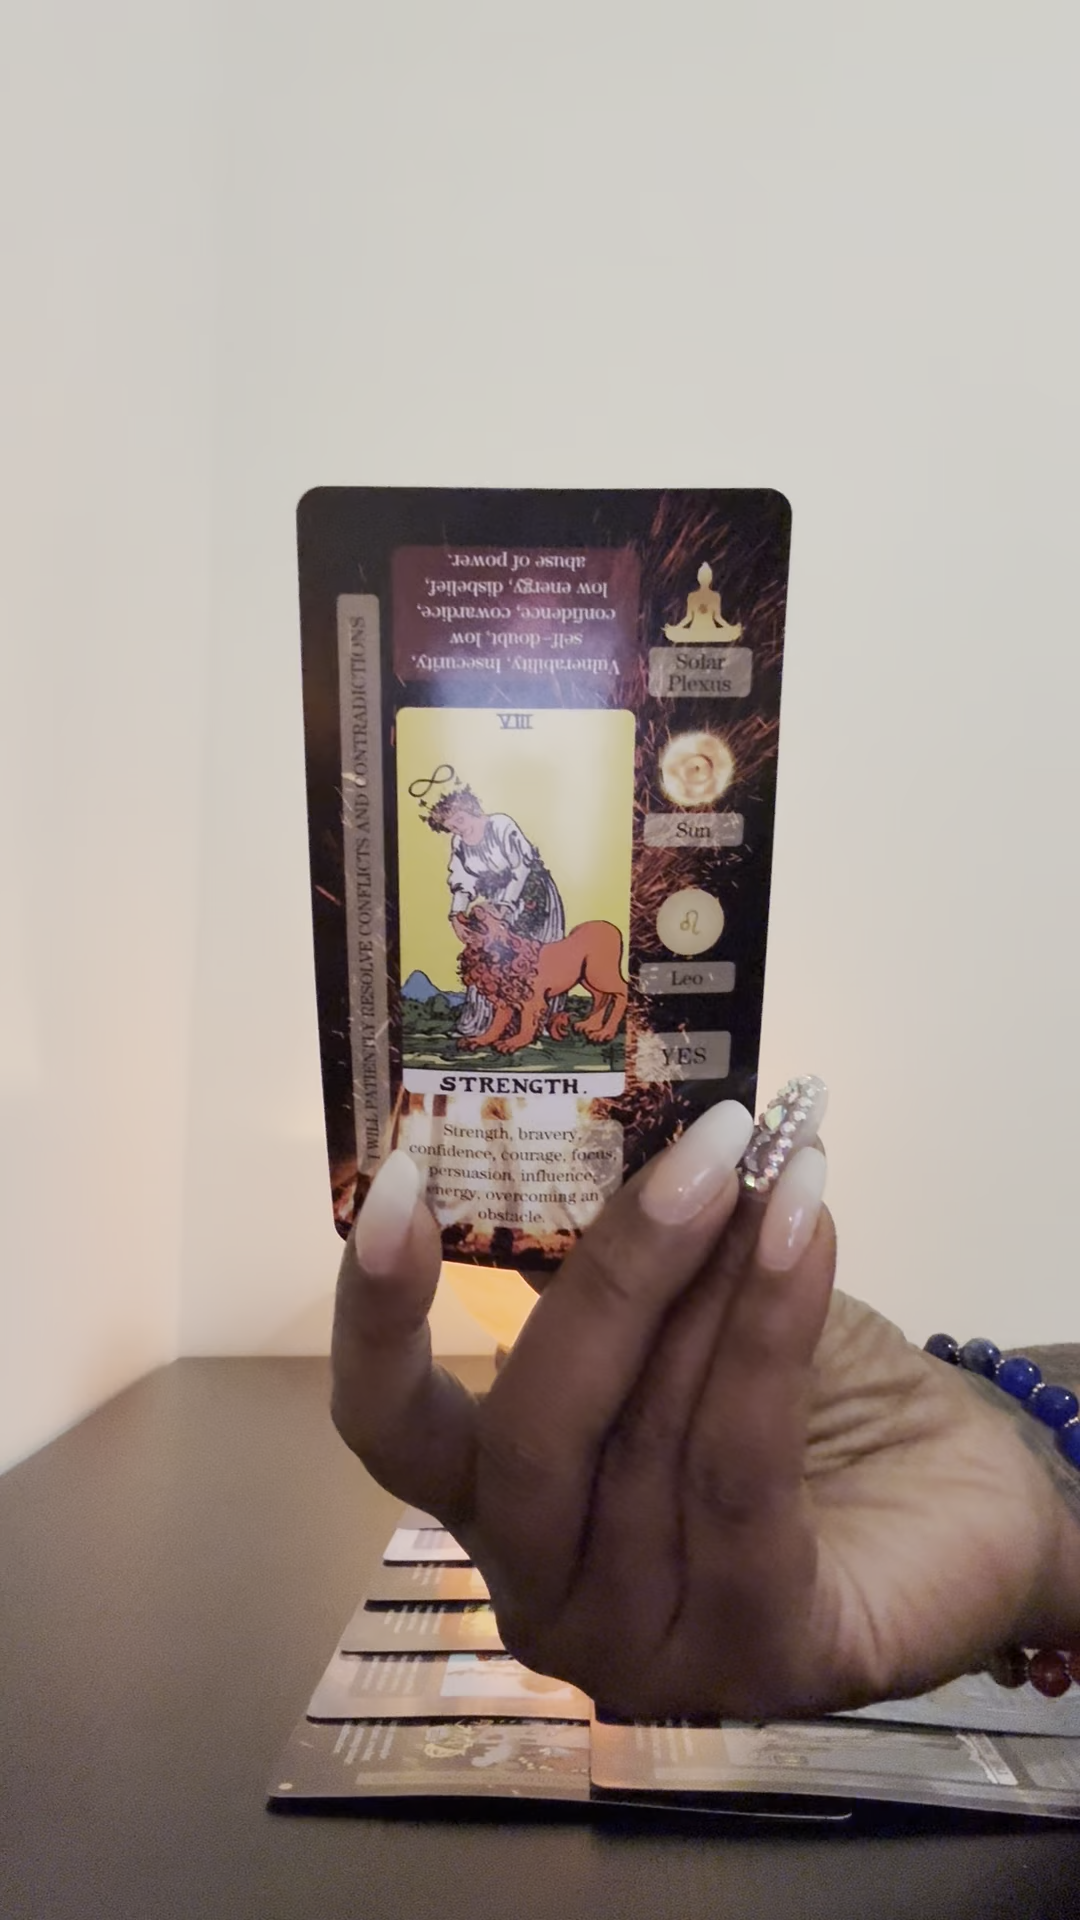 Vulnerability, Insecurity,
self-doubt, low
confidence, cowardice,
low energy, disbelief,
abuse of power.
I WILL PATIENTLY RESOLVE CONFLICTS AND CONTRADICTIONS
VIII
STRENGTH.
Strength, bravery,
confidence, courage, focus,
persuasion, influence,
energy, overcoming an
obstacle.
Solar
Plexus
Sun
Leo
YES